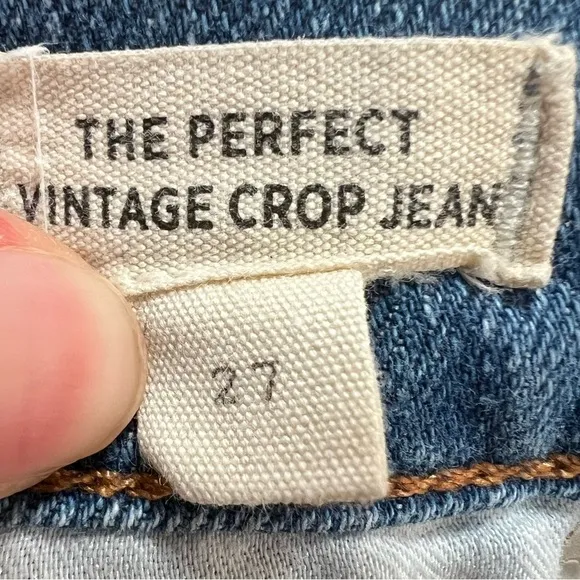 THE PERFECT
VINTAGE CROP JEAN
27